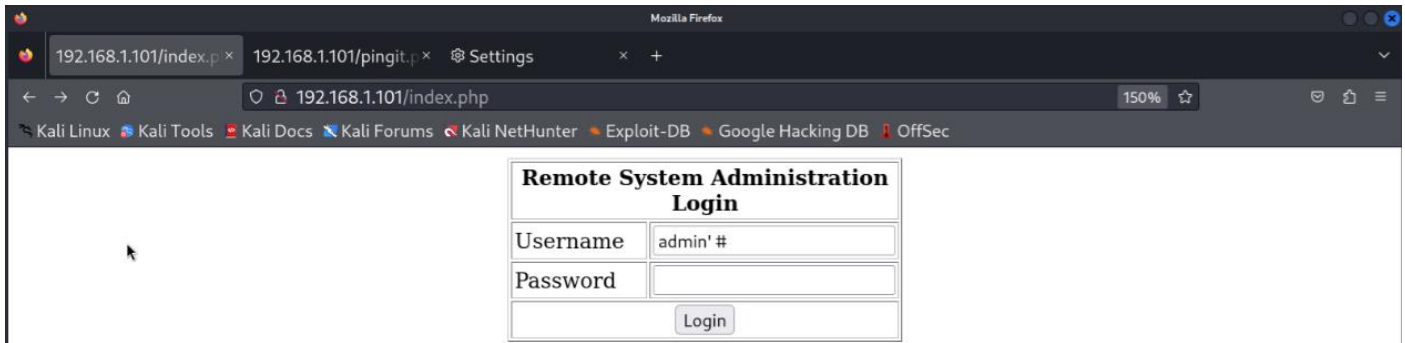 Mozilla Firefox
192.168.1.101/index.p
192.168.1.101/pingit.p
Settings
192.168.1.101/index.php
150%
Kali Linux Kali Tools Kali Docs Kali Forums Kali NetHunter Exploit-DB Google Hacking DB OffSec
Remote System Administration
Login
Username admin' #
Password
Login